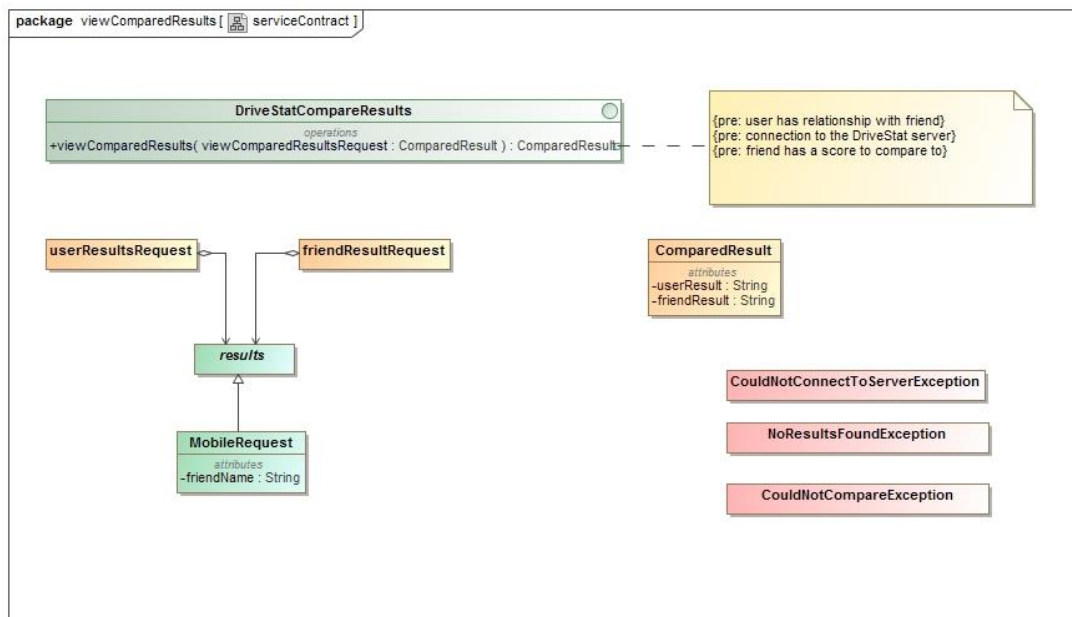 package viewComparedResults [ serviceContract ]
DriveStatCompareResults
operations
+viewComparedResults( viewComparedResultsRequest : ComparedResult ) : ComparedResult
{pre: user has relationship with friend}
{pre: connection to the DriveStat server}
{pre: friend has a score to compare to}
userResultsRequest
friendResultRequest
ComparedResult
attributes
-userResult : String
-friendResult : String
results
MobileRequest
attributes
-friendName : String
CouldNotConnectToServerException
NoResultsFoundException
CouldNotCompareException